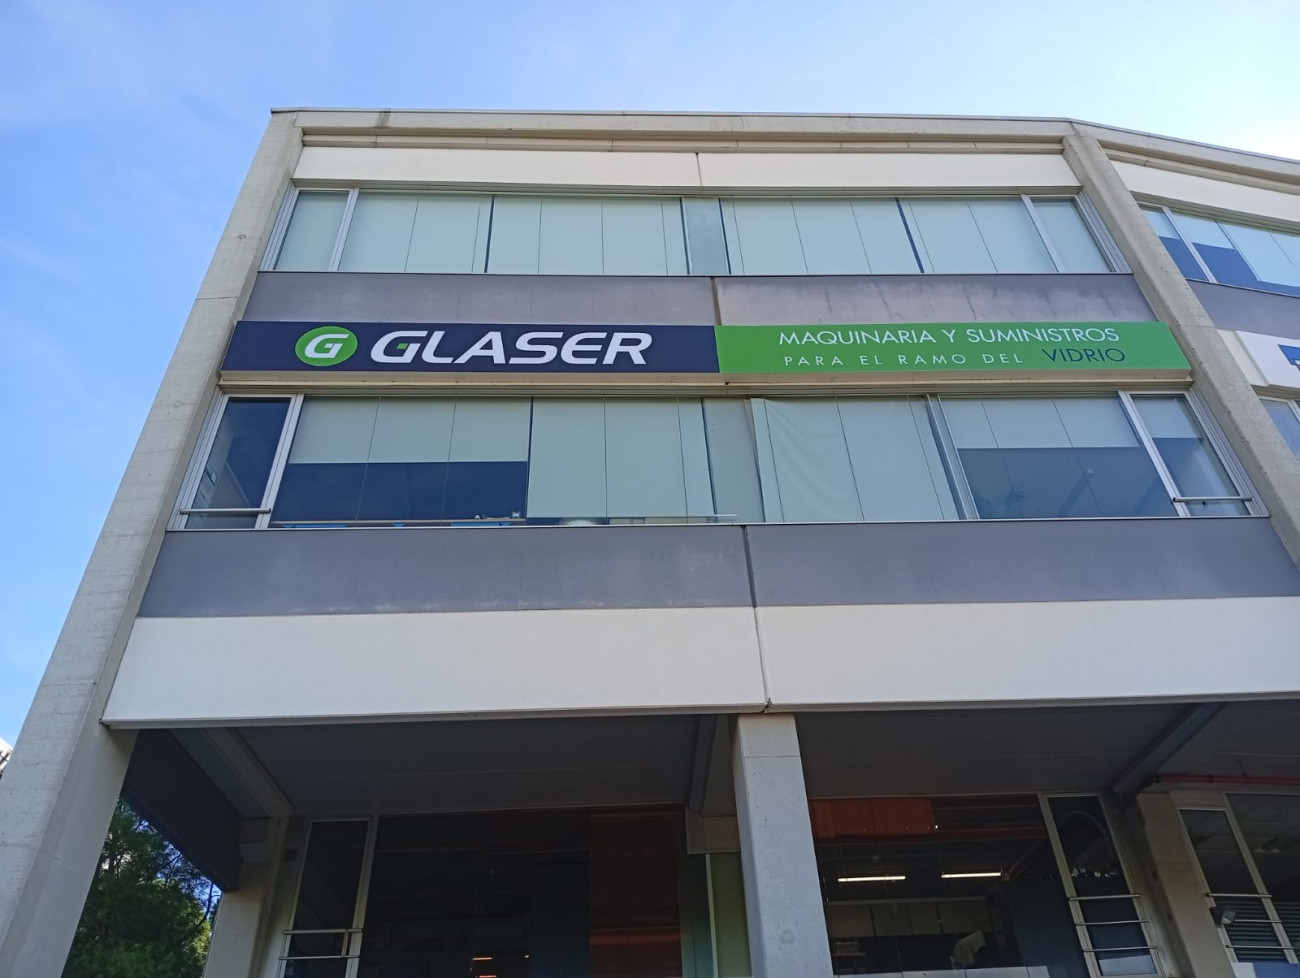 G GLASER
MAQUINARIA Y SUMINISTROS
PARA EL RAMO DEL VIDRIO